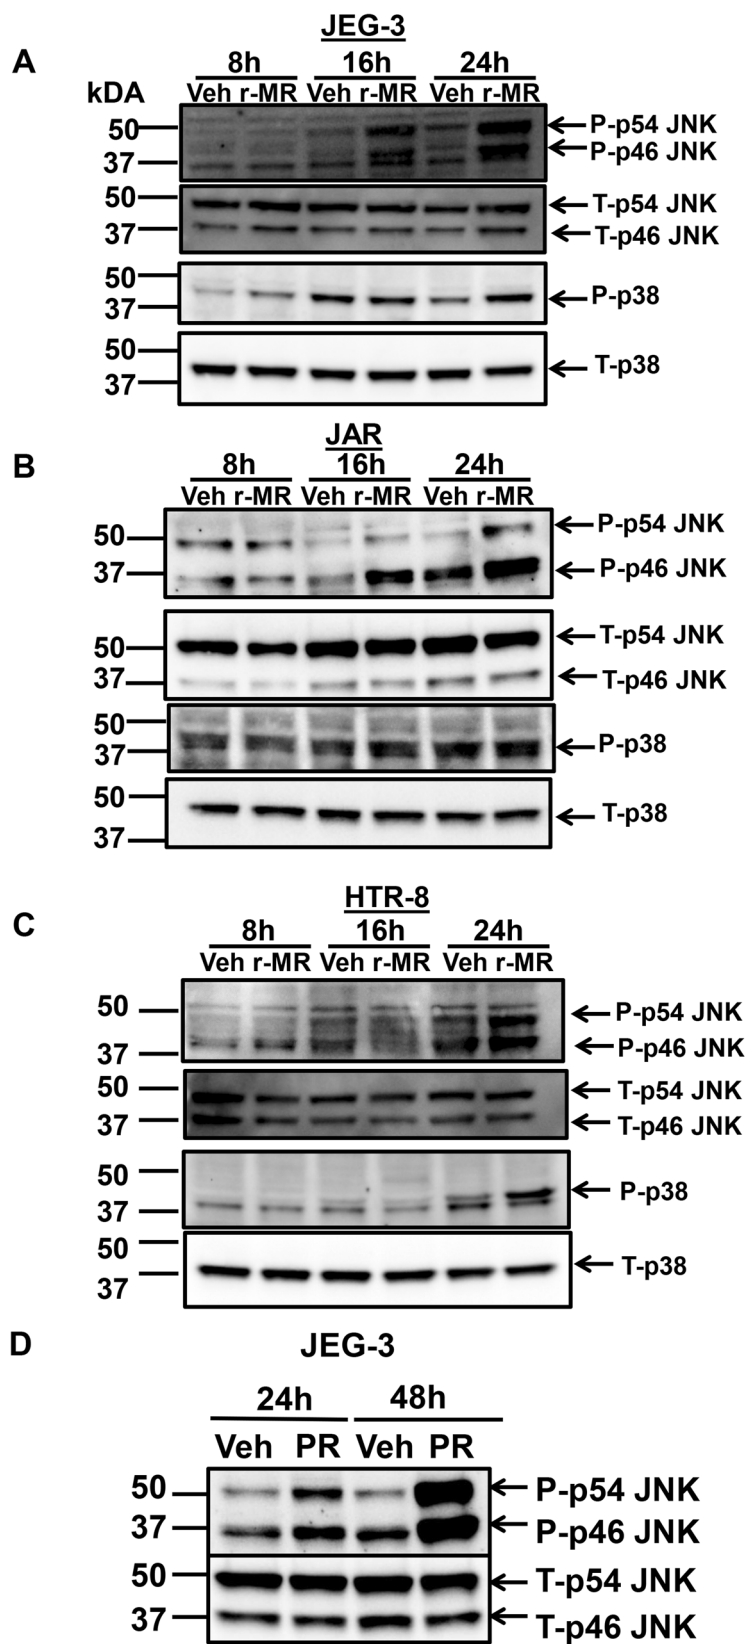 JEG-3
A
8h 16h 24h
kDA
Veh r-MR Veh r-MR Veh r-MR
50 P-p54 JNK
37 P-p46 JNK
50 T-p54 JNK
37 T-p46 JNK
50
37 P-p38
50
37 T-p38
JAR
B
8h 16h 24h
Veh r-MR Veh r-MR Veh r-MR
50 P-p54 JNK
37 P-p46 JNK
50 T-p54 JNK
37 T-p46 JNK
50
37 P-p38
50
37 T-p38
HTR-8
C
8h 16h 24h
Veh r-MR Veh r-MR Veh r-MR
50 P-p54 JNK
37 P-p46 JNK
50 T-p54 JNK
37 T-p46 JNK
50 P-p38
37
50 T-p38
37
D JEG-3
24h 48h
Veh PR Veh PR
50 P-p54 JNK
37 P-p46 JNK
50 T-p54 JNK
37 T-p46 JNK